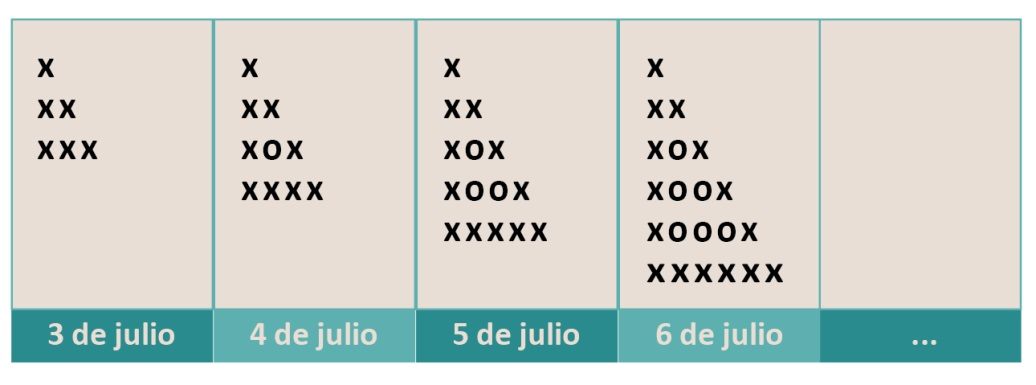 x
xx
xxx
3 de julio
x
xx
xox
xxxx
4 de julio
x
xx
xox
xoox
xxxxx
5 de julio
x
xx
xox
xoox
xooox
xxxxxx
6 de julio
...